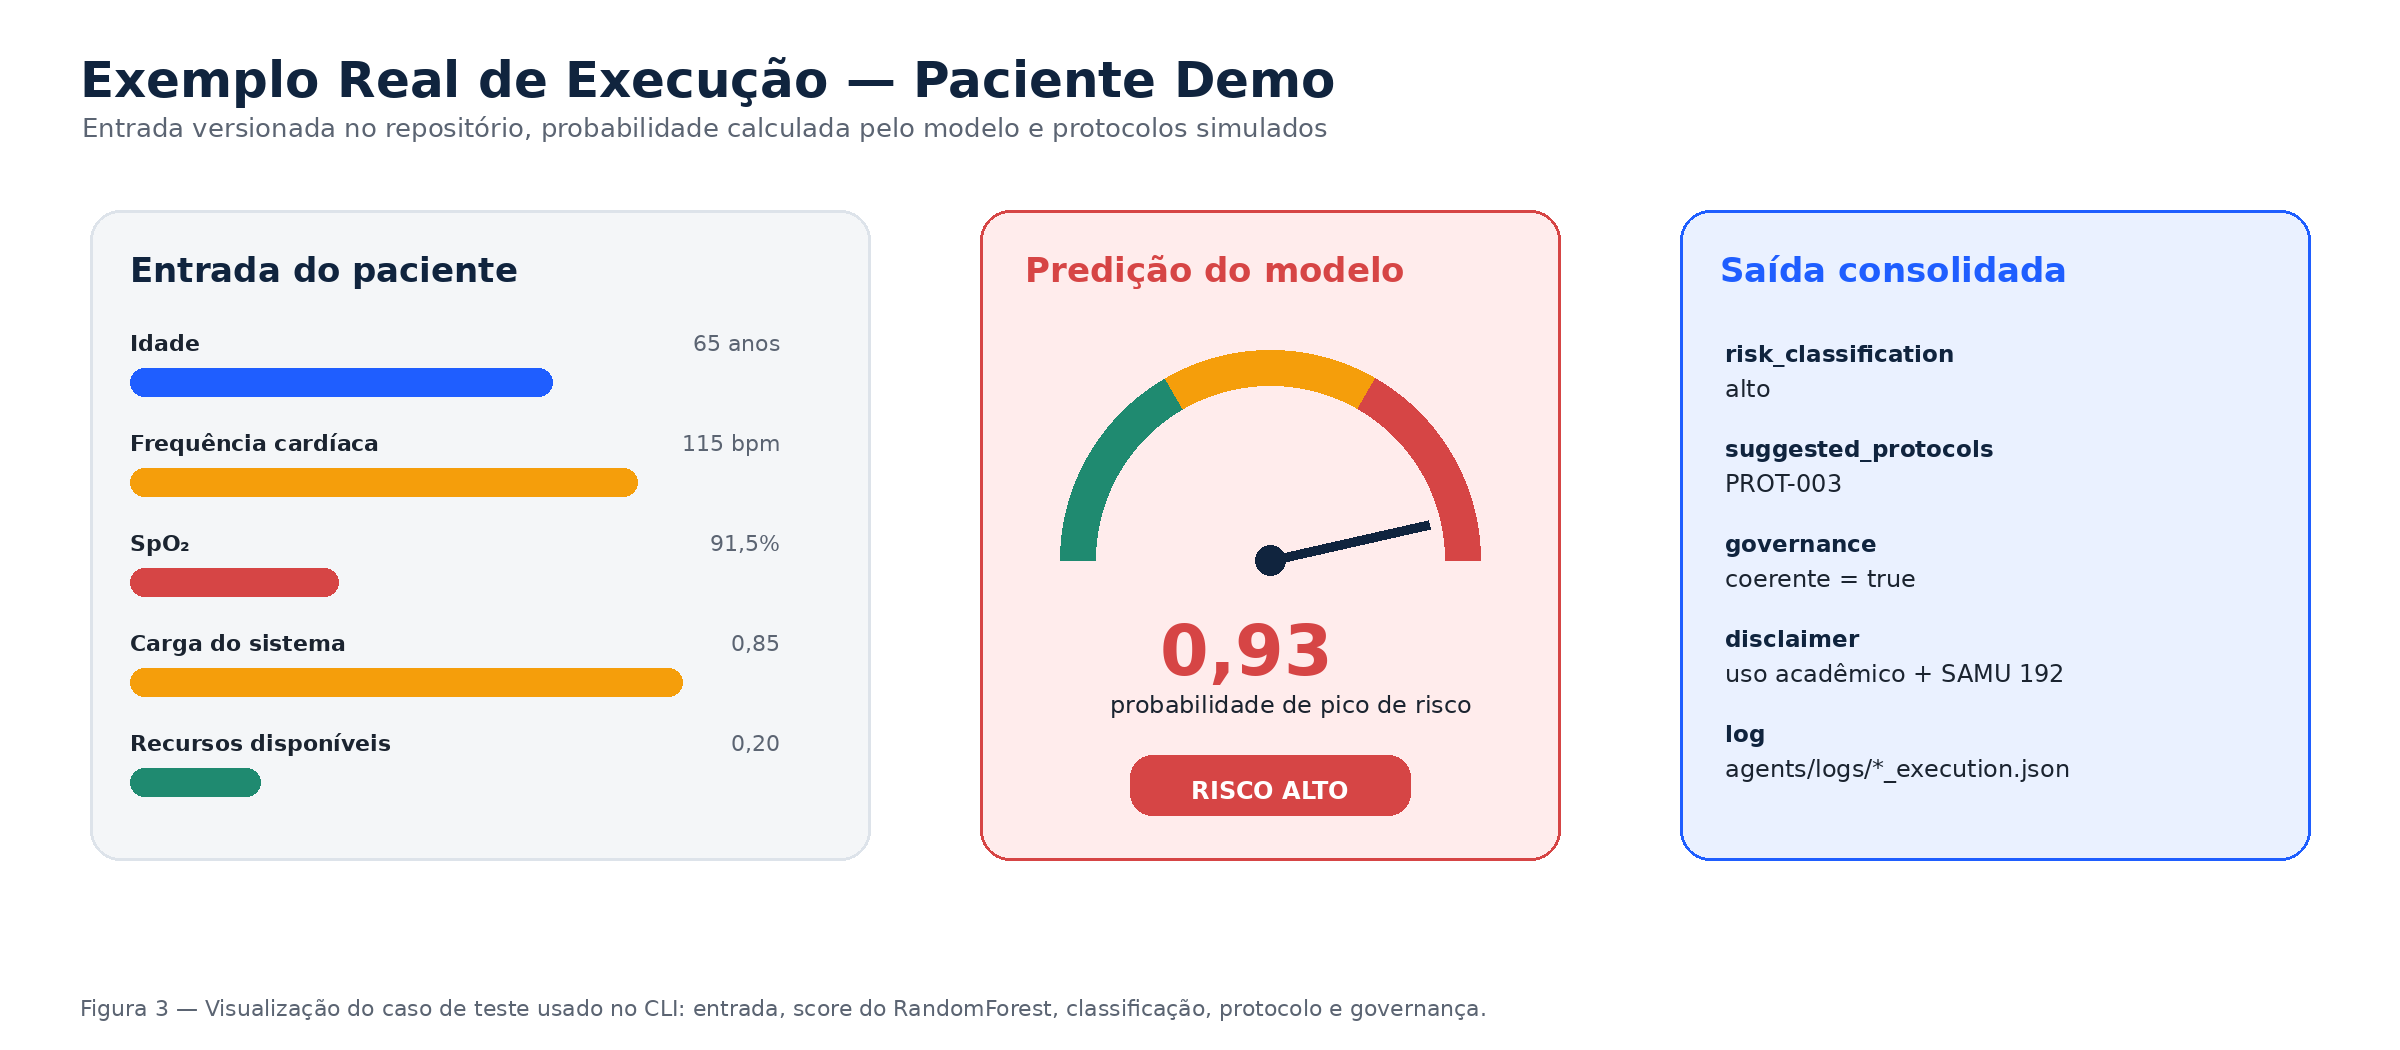 Exemplo Real de Execução — Paciente Demo
Entrada versionada no repositório, probabilidade calculada pelo modelo e protocolos simulados
Entrada do paciente
Idade 65 anos
Frequência cardíaca 115 bpm
SpO₂ 91,5%
Carga do sistema 0,85
Recursos disponíveis 0,20
Predição do modelo
0,93
probabilidade de pico de risco
RISCO ALTO
Saída consolidada
risk_classification
alto
suggested_protocols
PROT-003
governance
coerente = true
disclaimer
uso acadêmico + SAMU 192
log
agents/logs/*_execution.json
Figura 3 — Visualização do caso de teste usado no CLI: entrada, score do RandomForest, classificação, protocolo e governança.